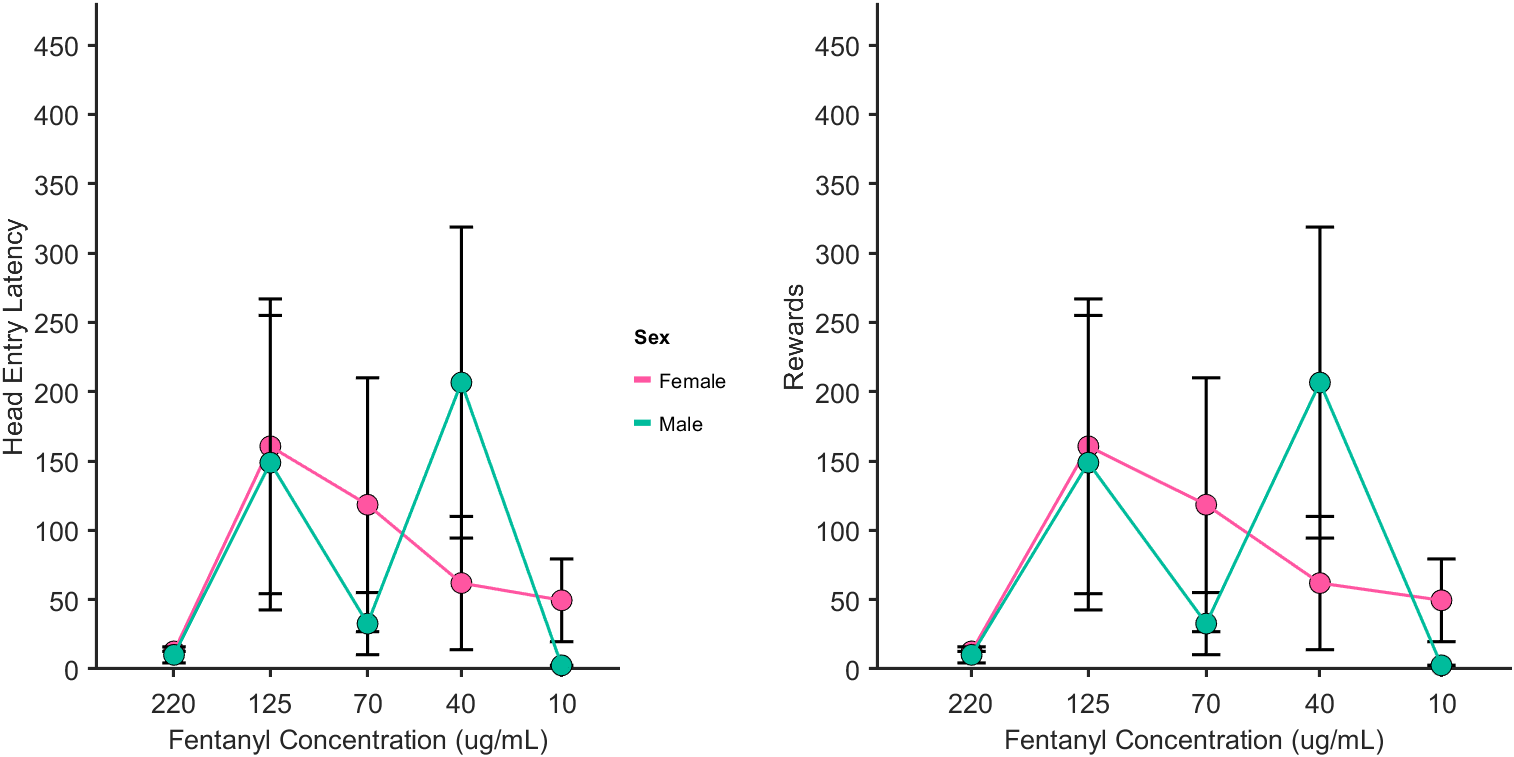 450
400
350
300
250
200
150
100
50
0
Head Entry Latency
220 125 70 40 10
Fentanyl Concentration (ug/mL)
Sex
Female
Male
450
400
350
300
250
200
150
100
50
0
Rewards
220 125 70 40 10
Fentanyl Concentration (ug/mL)